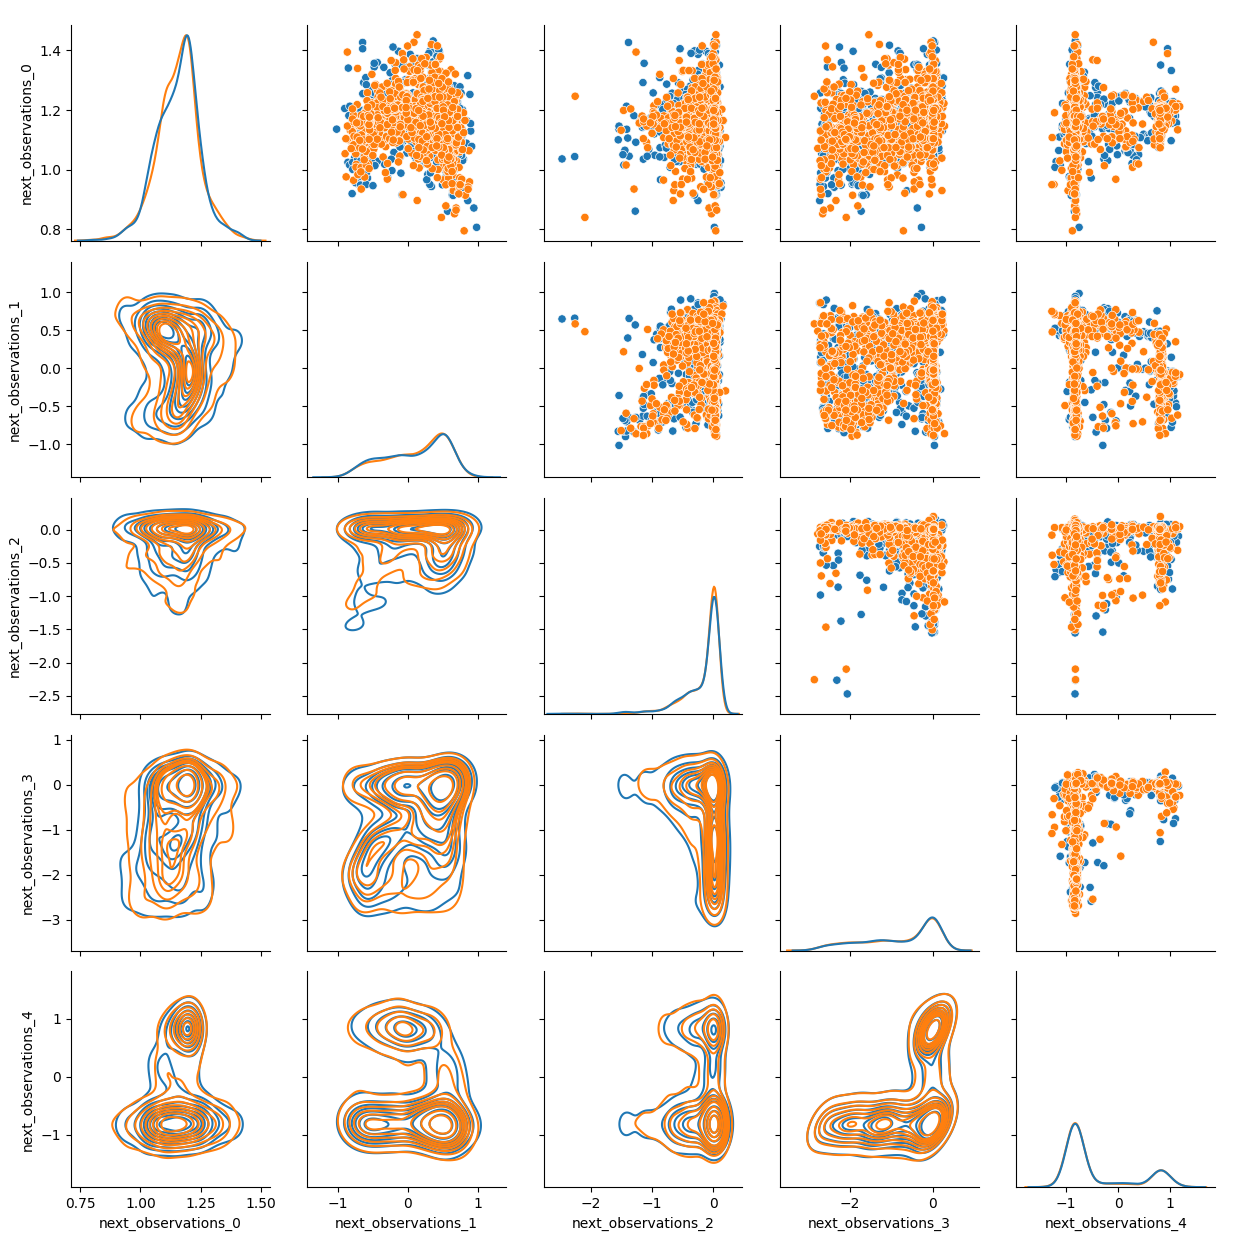 next_observations_0
1.4
1.2
1.0
0.8
next_observations_1
1.0
0.5
0.0
−0.5
−1.0
next_observations_2
0.0
−0.5
−1.0
−1.5
−2.0
−2.5
next_observations_3
1
0
−1
−2
−3
next_observations_4
1
0
−1
0.75 1.00 1.25 1.50
−1 0 1
−2 −1 0
−2 0
−1 0 1
next_observations_0 next_observations_1 next_observations_2 next_observations_3 next_observations_4